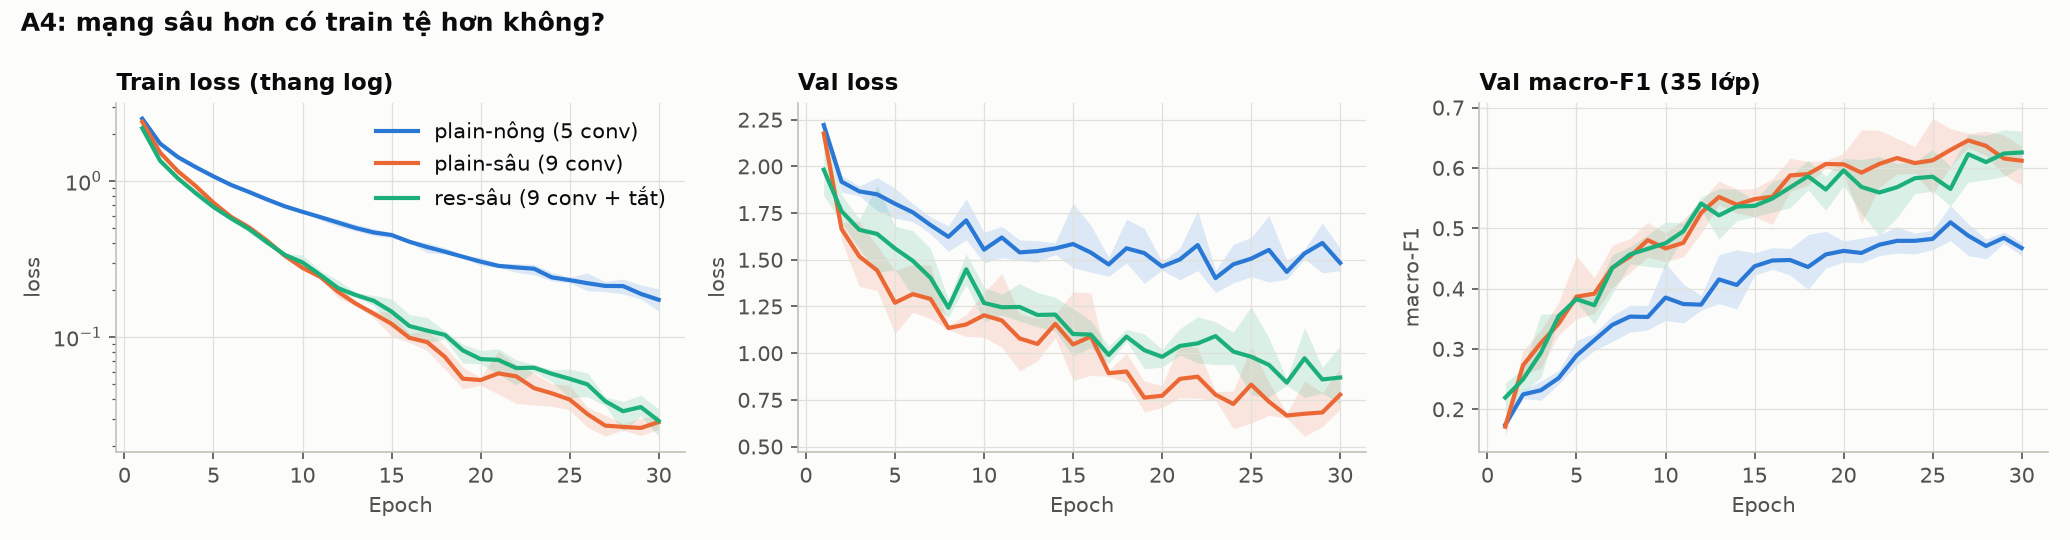 A4: mạng sâu hơn có train tệ hơn không?
Train loss (thang log)
loss
10⁰
10⁻¹
plain-nông (5 conv)
plain-sâu (9 conv)
res-sâu (9 conv + tắt)
0 5 10 15 20 25 30
Epoch
Val loss
loss
2.25
2.00
1.75
1.50
1.25
1.00
0.75
0.50
0 5 10 15 20 25 30
Epoch
Val macro-F1 (35 lớp)
macro-F1
0.7
0.6
0.5
0.4
0.3
0.2
0 5 10 15 20 25 30
Epoch